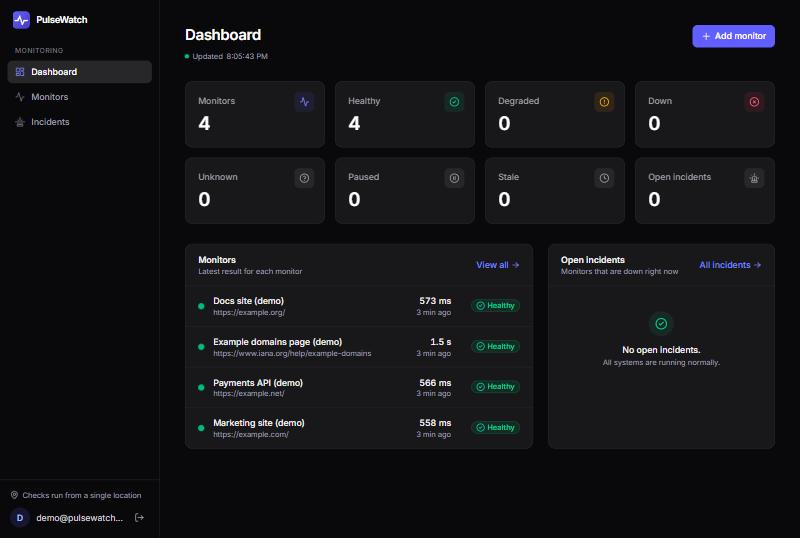 PulseWatch
MONITORING
Dashboard
Monitors
Incidents
Checks run from a single location
D
demo@pulsewatch...
Dashboard
Updated 8:05:43 PM
Add monitor
Monitors
4
Healthy
4
Degraded
0
Down
0
Unknown
0
Paused
0
Stale
0
Open incidents
0
Monitors
Latest result for each monitor
View all →
Docs site (demo)
https://example.org/
573 ms
3 min ago
Healthy
Example domains page (demo)
https://www.iana.org/help/example-domains
1.5 s
3 min ago
Healthy
Payments API (demo)
https://example.net/
566 ms
3 min ago
Healthy
Marketing site (demo)
https://example.com/
558 ms
3 min ago
Healthy
Open incidents
Monitors that are down right now
All incidents →
No open incidents.
All systems are running normally.